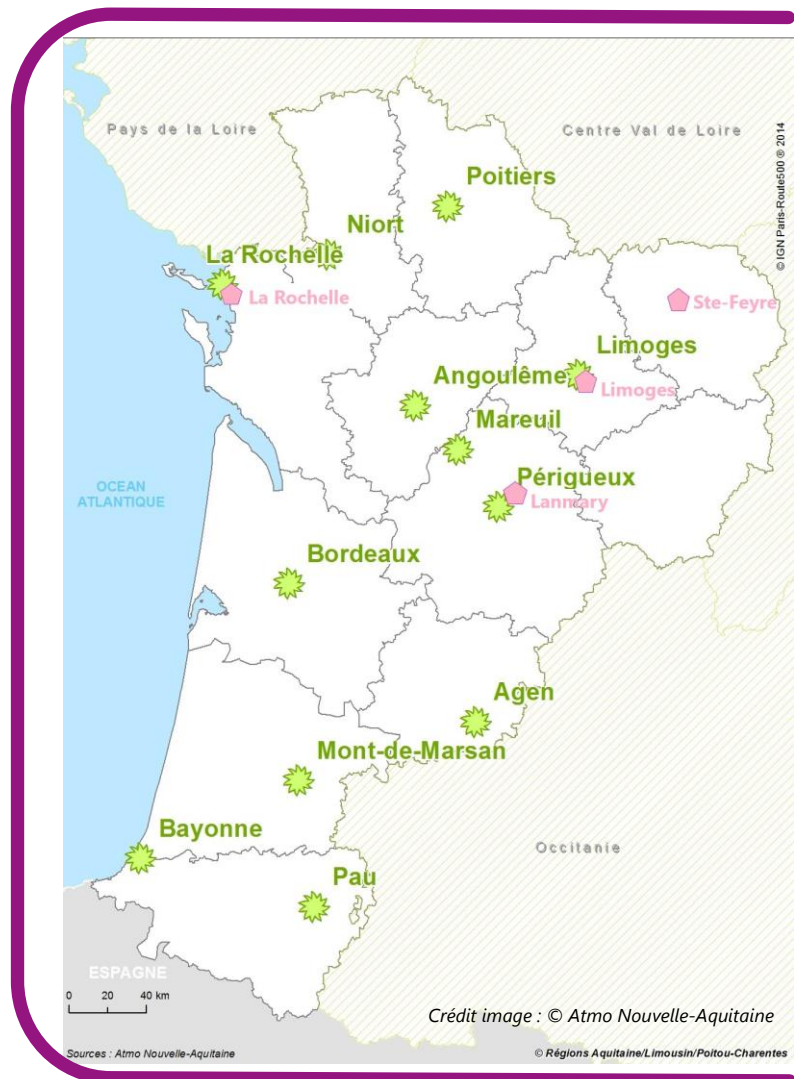 Pays de la Loire
Centre Val de Loire
© IGN Paris-Route500 ® 2014
Poitiers
Niort
La Rochelle
La Rochelle
Ste-Feyre
Limoges
Limoges
Angoulême
Mareuil
Périgueux
Lanmary
OCEAN
ATLANTIQUE
Bordeaux
Agen
Mont-de-Marsan
Bayonne
Occitanie
Pau
ESPAGNE
0 20 40 km
Crédit image : © Atmo Nouvelle-Aquitaine
Sources : Atmo Nouvelle-Aquitaine
© Régions Aquitaine/Limousin/Poitou-Charentes